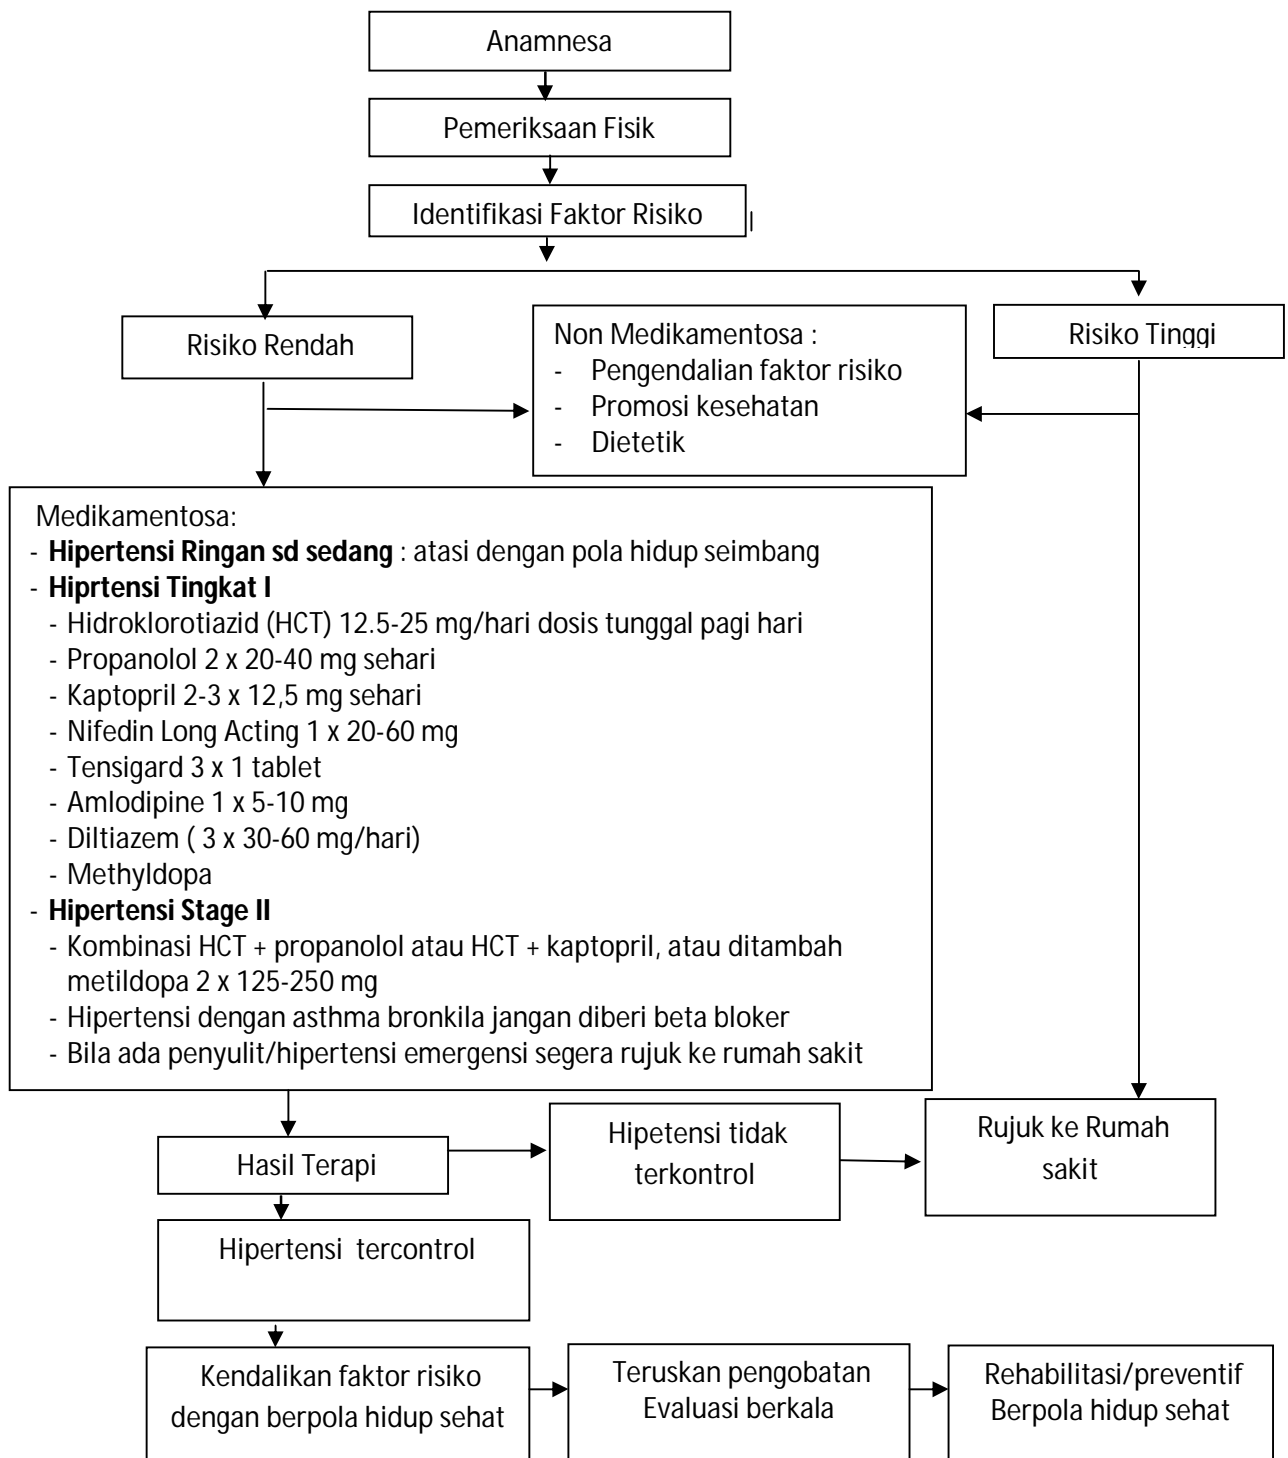 Anamnesa
Pemeriksaan Fisik
Identifikasi Faktor Risiko
Risiko Rendah
Non Medikamentosa :
- Pengendalian faktor risiko
- Promosi kesehatan
- Dietetik
Risiko Tinggi
Medikamentosa:
- Hipertensi Ringan sd sedang : atasi dengan pola hidup seimbang
- Hiprtensi Tingkat I
- Hidroklorotiazid (HCT) 12.5-25 mg/hari dosis tunggal pagi hari
- Propanolol 2 x 20-40 mg sehari
- Kaptopril 2-3 x 12,5 mg sehari
- Nifedin Long Acting 1 x 20-60 mg
- Tensigard 3 x 1 tablet
- Amlodipine 1 x 5-10 mg
- Diltiazem ( 3 x 30-60 mg/hari)
- Methyldopa
- Hipertensi Stage II
- Kombinasi HCT + propanolol atau HCT + kaptopril, atau ditambah
metildopa 2 x 125-250 mg
- Hipertensi dengan asthma bronkila jangan diberi beta bloker
- Bila ada penyulit/hipertensi emergensi segera rujuk ke rumah sakit
Hasil Terapi
Hipetensi tidak
terkontrol
Rujuk ke Rumah
sakit
Hipertensi tercontrol
Kendalikan faktor risiko
dengan berpola hidup sehat
Teruskan pengobatan
Evaluasi berkala
Rehabilitasi/preventif
Berpola hidup sehat